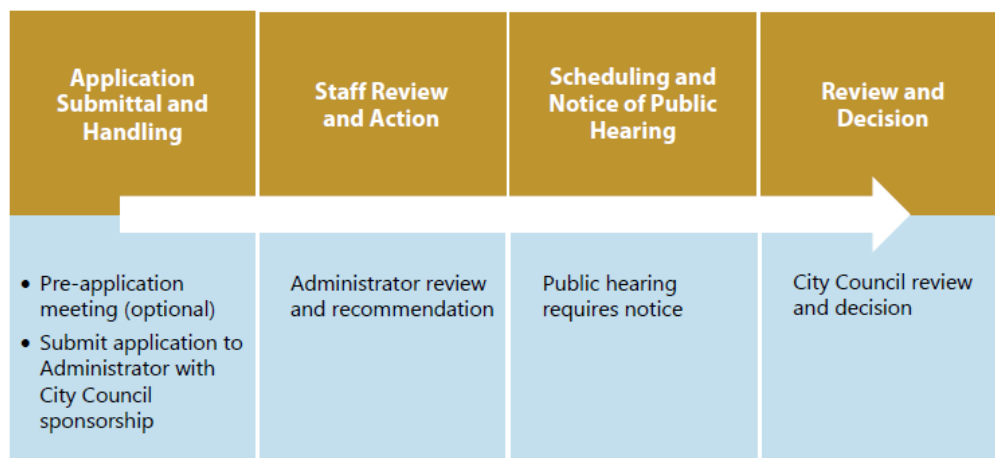 Application
Submittal and
Handling
Staff Review
and Action
Scheduling and
Notice of Public
Hearing
Review and
Decision
• Pre-application
meeting (optional)
• Submit application to
Administrator with
City Council
sponsorship
Administrator review
and recommendation
Public hearing
requires notice
City Council review
and decision